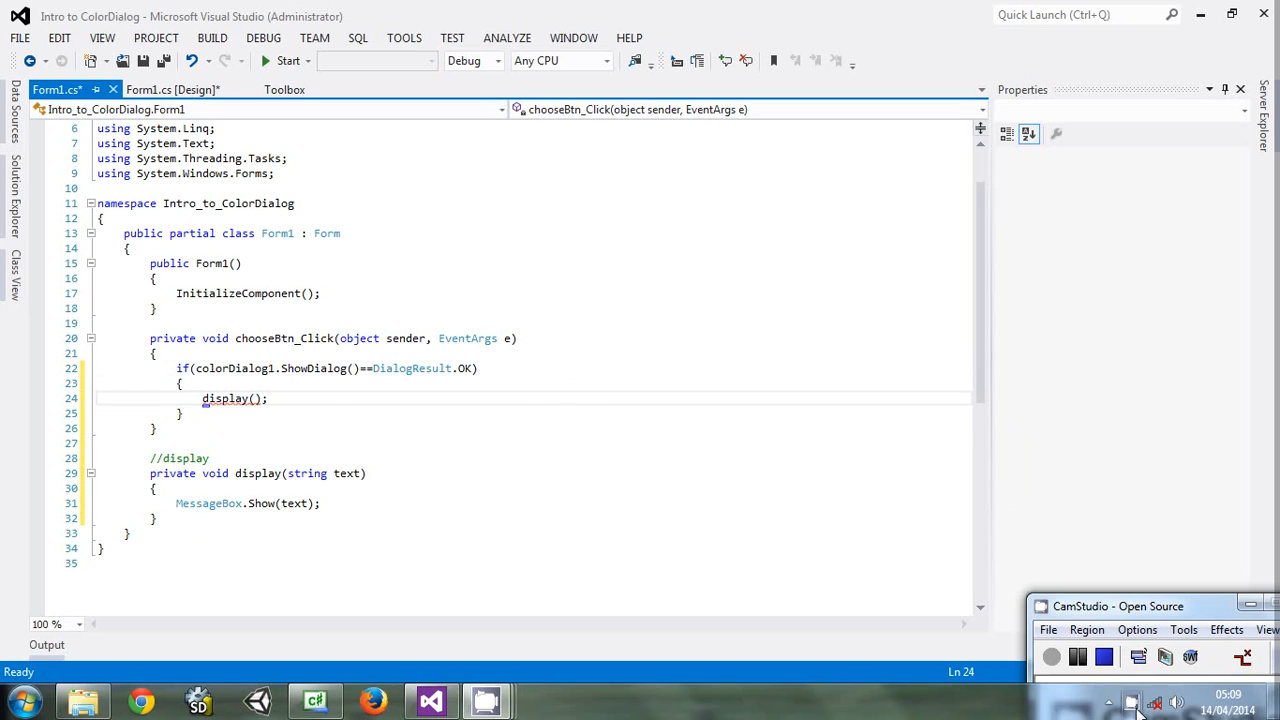 Intro to ColorDialog - Microsoft Visual Studio (Administrator)
Quick Launch (Ctrl+Q)
FILE EDIT VIEW PROJECT BUILD DEBUG TEAM SQL TOOLS TEST ANALYZE WINDOW HELP
Start Debug Any CPU
Form1.cs* Form1.cs [Design]* Toolbox
Properties
Intro_to_ColorDialog.Form1 chooseBtn_Click(object sender, EventArgs e)
Data Sources
Solution Explorer
Class View
Server Explorer
6 using System.Linq;
7 using System.Text;
8 using System.Threading.Tasks;
9 using System.Windows.Forms;
10
11 namespace Intro_to_ColorDialog
12 {
13 public partial class Form1 : Form
14 {
15 public Form1()
16 {
17 InitializeComponent();
18 }
19
20 private void chooseBtn_Click(object sender, EventArgs e)
21 {
22 if(colorDialog1.ShowDialog()==DialogResult.OK)
23 {
24 display();
25 }
26 }
27
28 //display
29 private void display(string text)
30 {
31 MessageBox.Show(text);
32 }
33 }
34 }
35
100 %
Output
Ready
Ln 24
CamStudio - Open Source
File Region Options Tools Effects View
SWF
SD
C#
05:09
14/04/2014